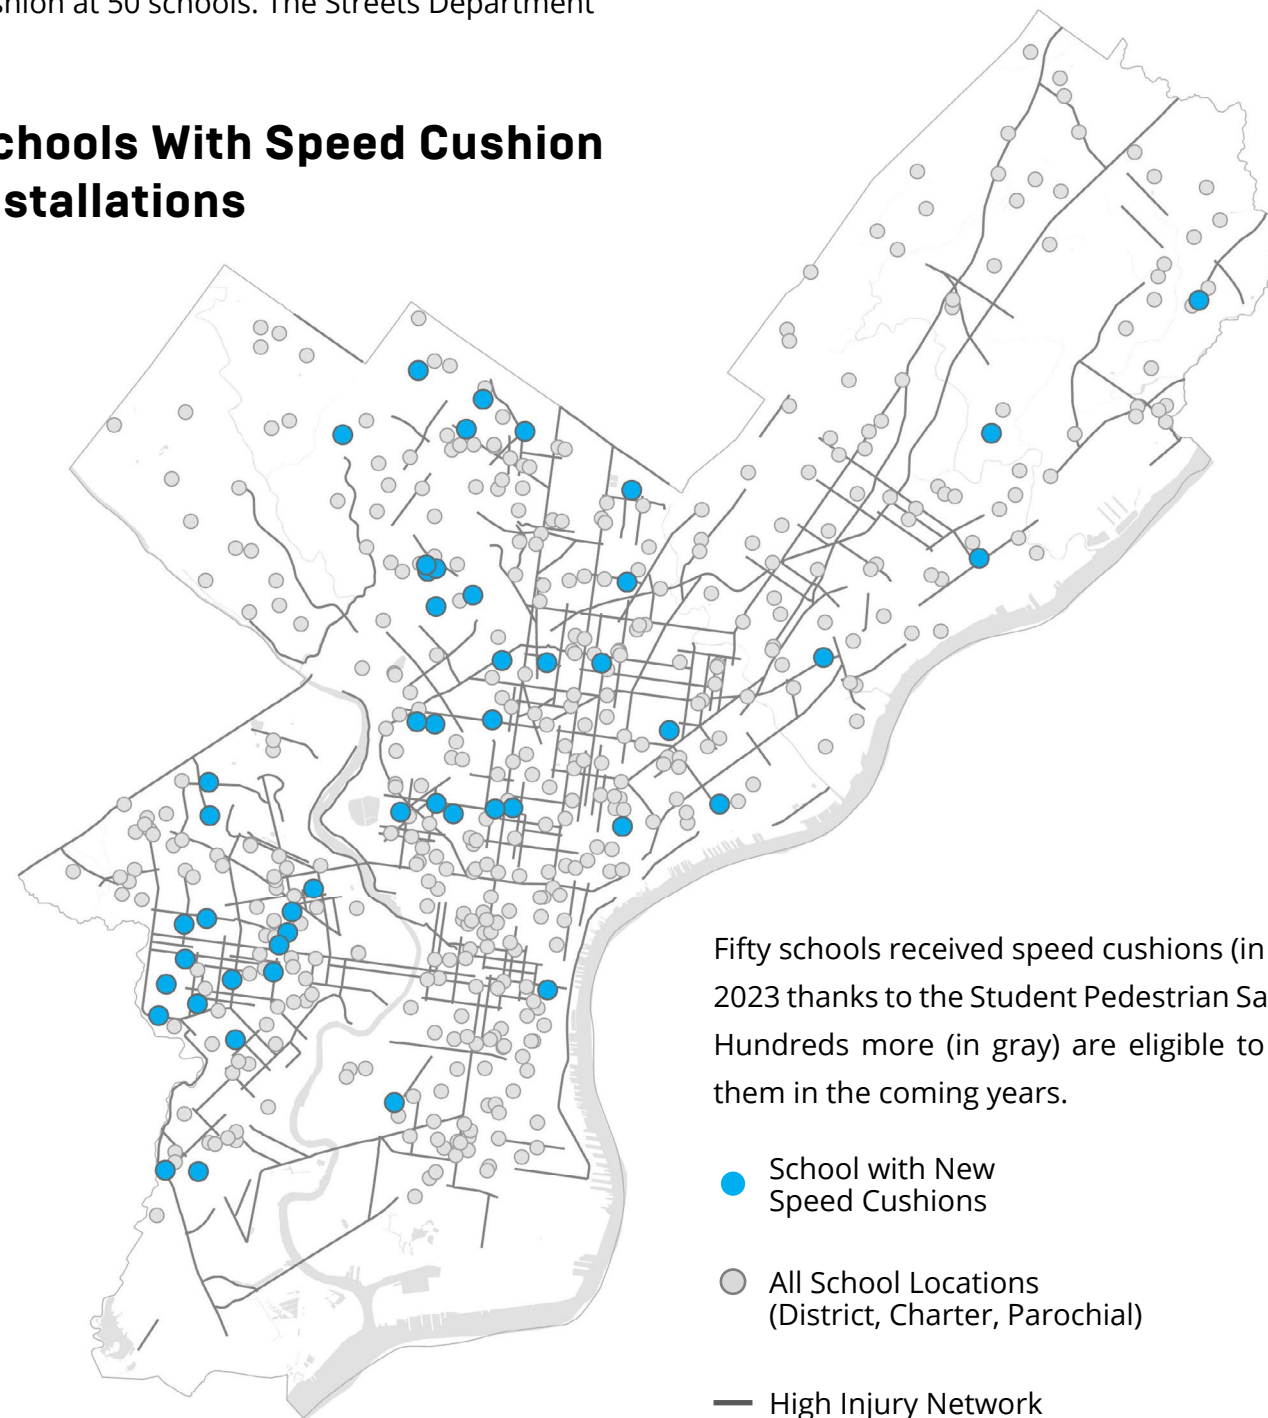 shion at 50 schools. The Streets Department
chools With Speed Cushion
stallations
Fifty schools received speed cushions (in
2023 thanks to the Student Pedestrian Sa
Hundreds more (in gray) are eligible to
them in the coming years.
School with New
Speed Cushions
All School Locations
(District, Charter, Parochial)
High Injury Network